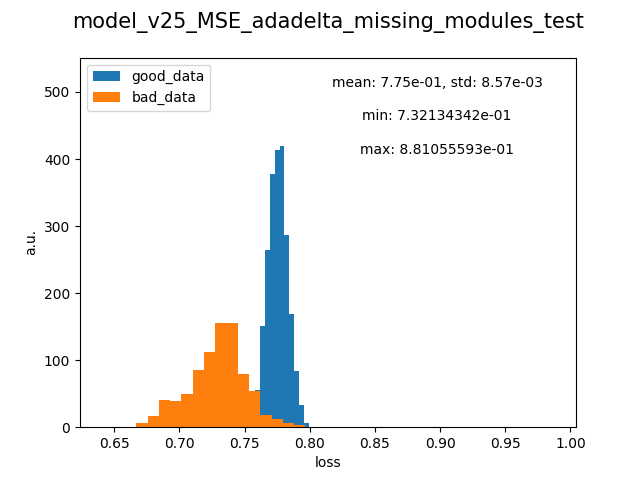 model_v25_MSE_adadelta_missing_modules_test
good_data
bad_data
mean: 7.75e-01, std: 8.57e-03
min: 7.32134342e-01
max: 8.81055593e-01
500
400
300
200
100
0
a.u.
0.65 0.70 0.75 0.80 0.85 0.90 0.95 1.00
loss